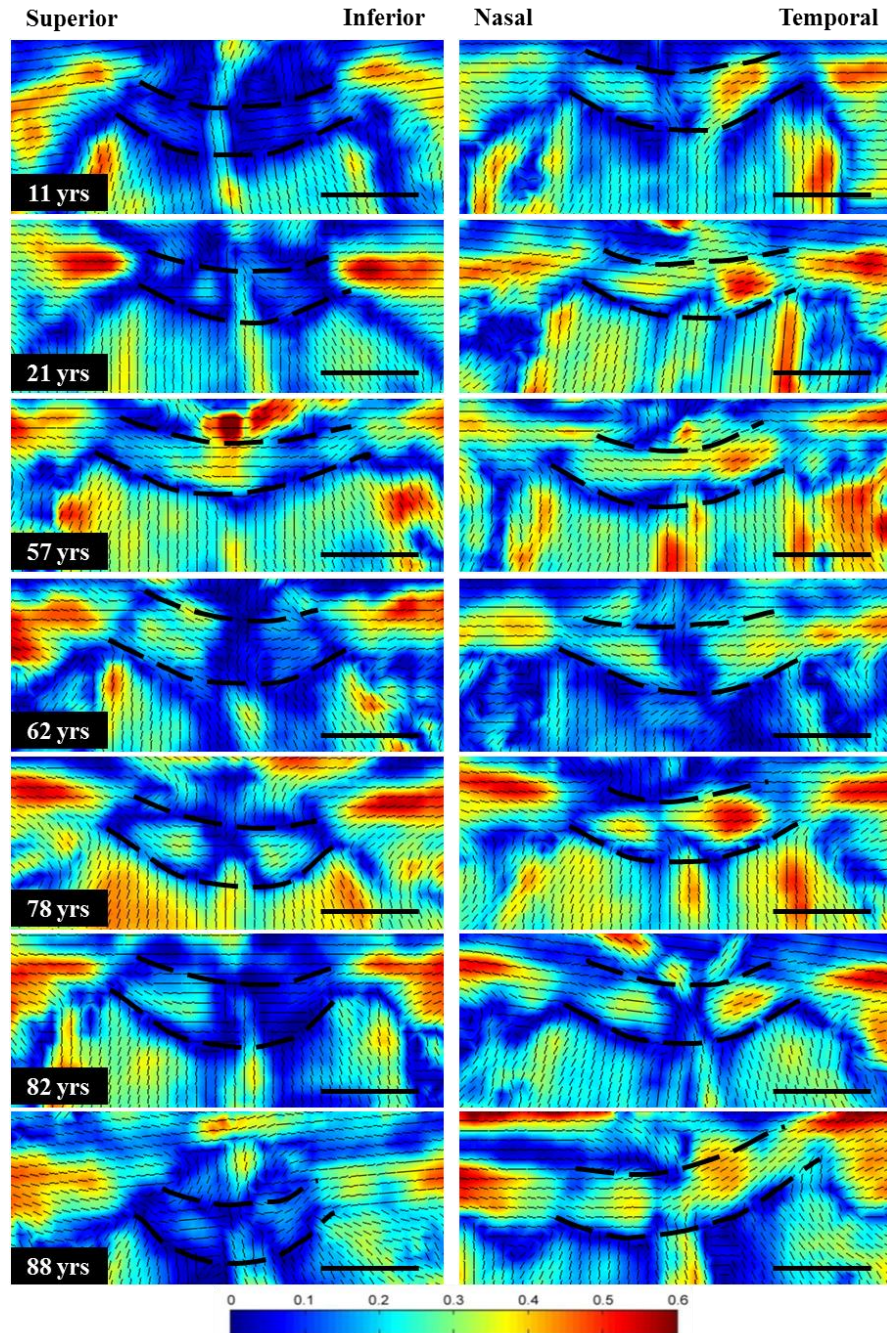 Superior Inferior Nasal Temporal
11 yrs
21 yrs
57 yrs
62 yrs
78 yrs
82 yrs
88 yrs
0 0.1 0.2 0.3 0.4 0.5 0.6